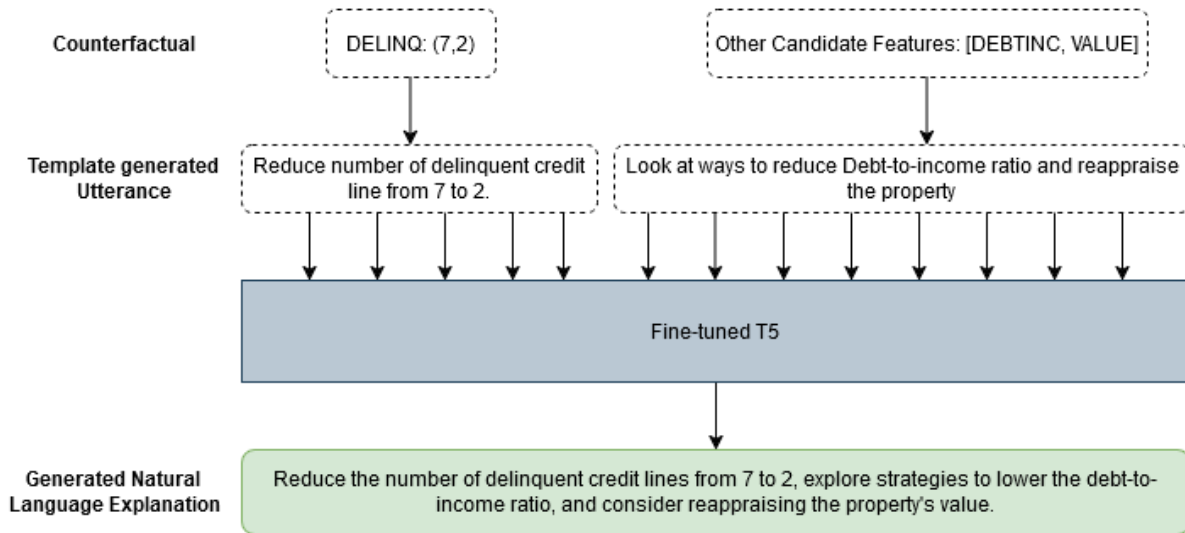 Counterfactual
DELINQ: (7,2)
Other Candidate Features: [DEBTINC, VALUE]
Template generated
Utterance
Reduce number of delinquent credit
line from 7 to 2.
Look at ways to reduce Debt-to-income ratio and reappraise
the property
Fine-tuned T5
Generated Natural
Language Explanation
Reduce the number of delinquent credit lines from 7 to 2, explore strategies to lower the debt-to-
income ratio, and consider reappraising the property's value.